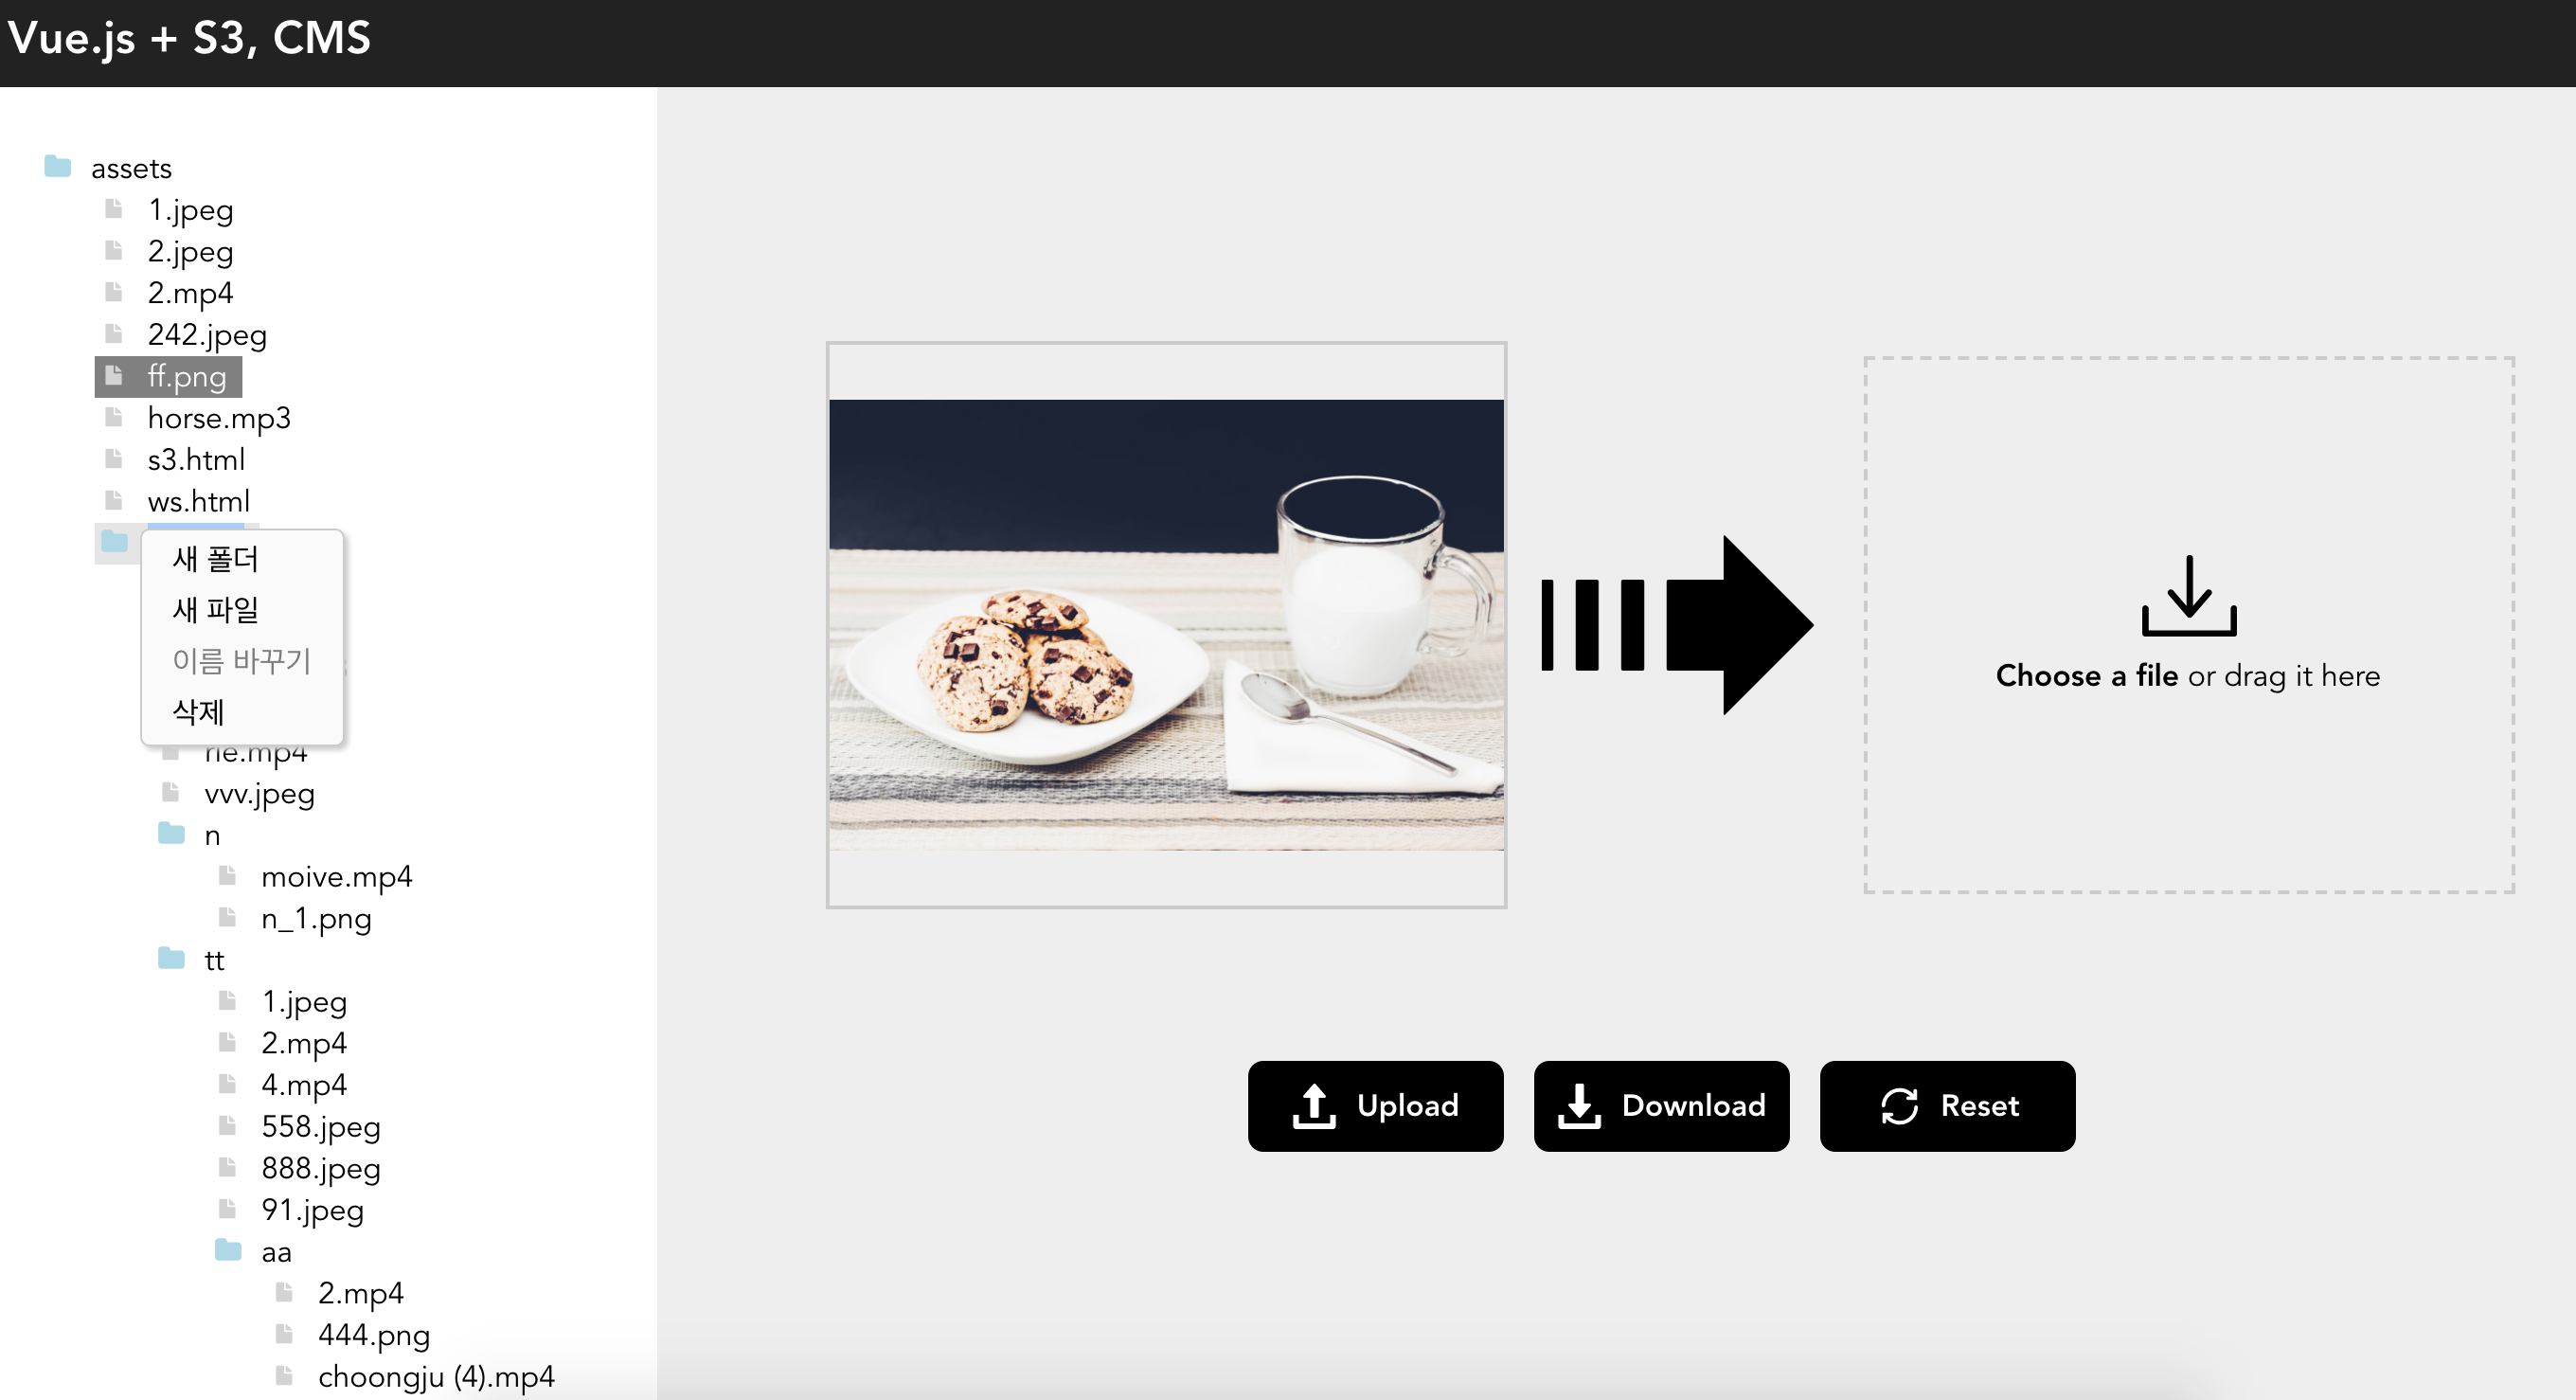 Vue.js + S3, CMS
assets
1.jpeg
2.jpeg
2.mp4
242.jpeg
ff.png
horse.mp3
s3.html
ws.html
새 폴더
새 파일
이름 바꾸기
삭제
vvv.jpeg
n
moive.mp4
n_1.png
tt
1.jpeg
2.mp4
4.mp4
558.jpeg
888.jpeg
91.jpeg
aa
2.mp4
444.png
choongju (4).mp4
Choose a file or drag it here
Upload
Download
Reset